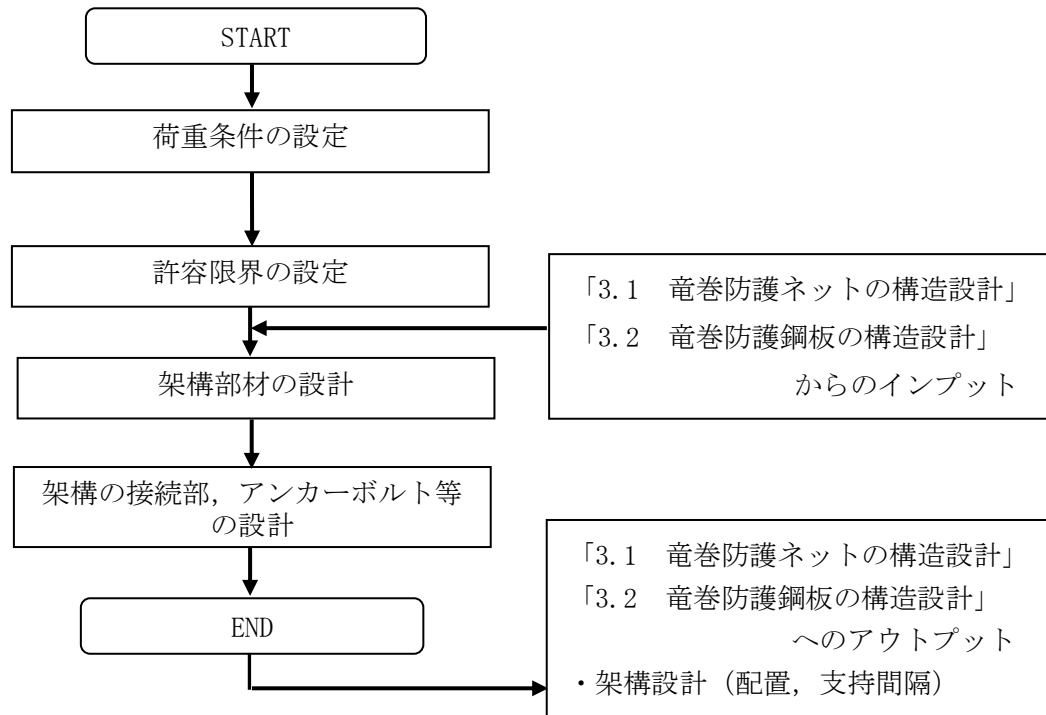 START
荷重条件の設定
許容限界の設定
「3.1　竜巻防護ネットの構造設計」
「3.2　竜巻防護鋼板の構造設計」
からのインプット
架構部材の設計
架構の接続部，アンカーボルト等
の設計
END
「3.1　竜巻防護ネットの構造設計」
「3.2　竜巻防護鋼板の構造設計」
へのアウトプット
・架構設計（配置，支持間隔）